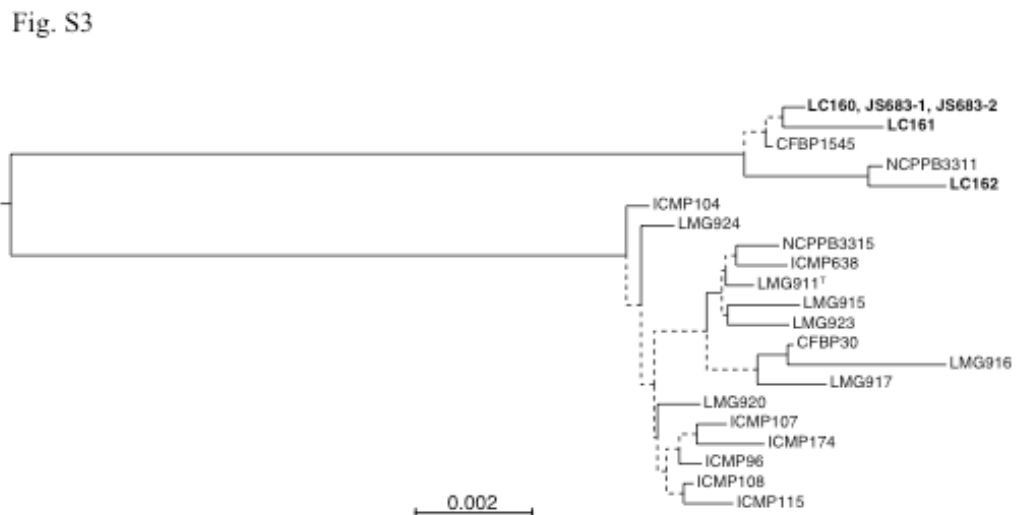 Fig. S3
LC160, JS683-1, JS683-2
LC161
CFBP1545
NCPPB3311
LC162
ICMP104
LMG924
NCPPB3315
ICMP638
LMG911ᵀ
LMG915
LMG923
CFBP30
LMG916
LMG917
LMG920
ICMP107
ICMP174
ICMP96
ICMP108
ICMP115
0.002